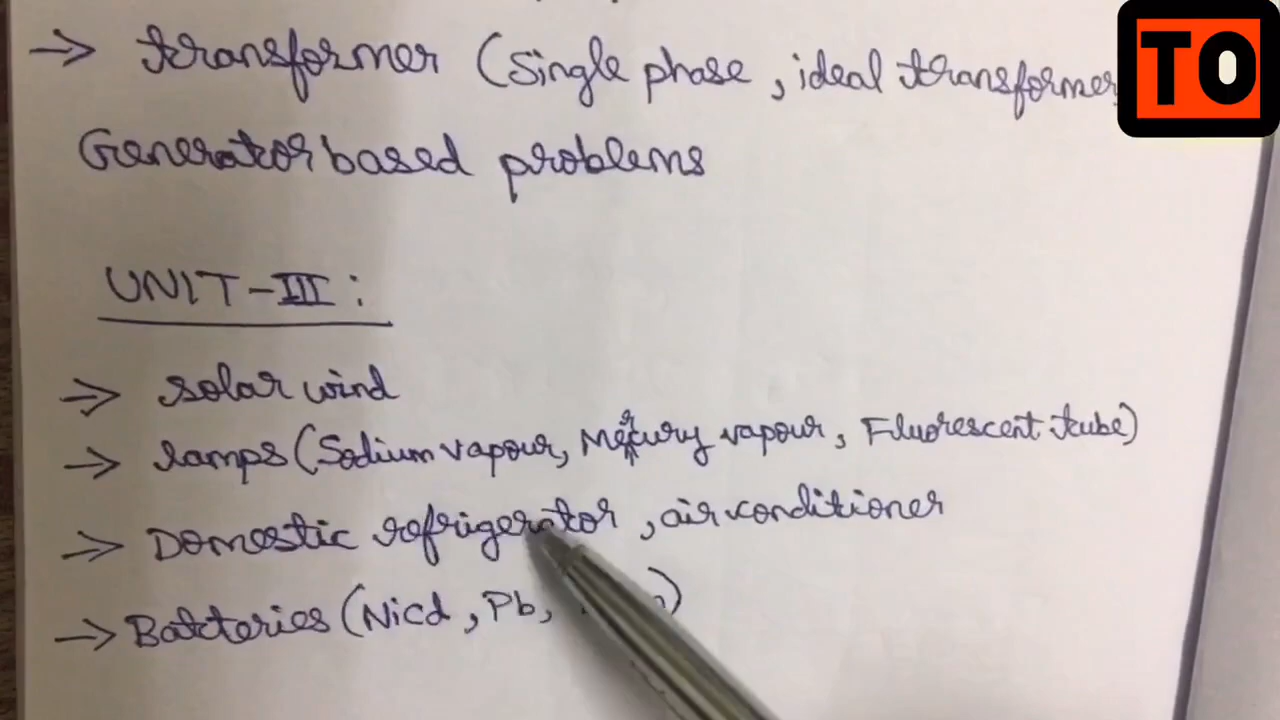 → transformer (single phase, ideal transformer
TO
Generator based problems
UNIT-III:
→ solar wind
→ lamps (Sodium vapour, Mercury vapour, Fluorescent tube)
→ Domestic refrigerator, air conditioner
→ Batteries (Nicd, Pb, )